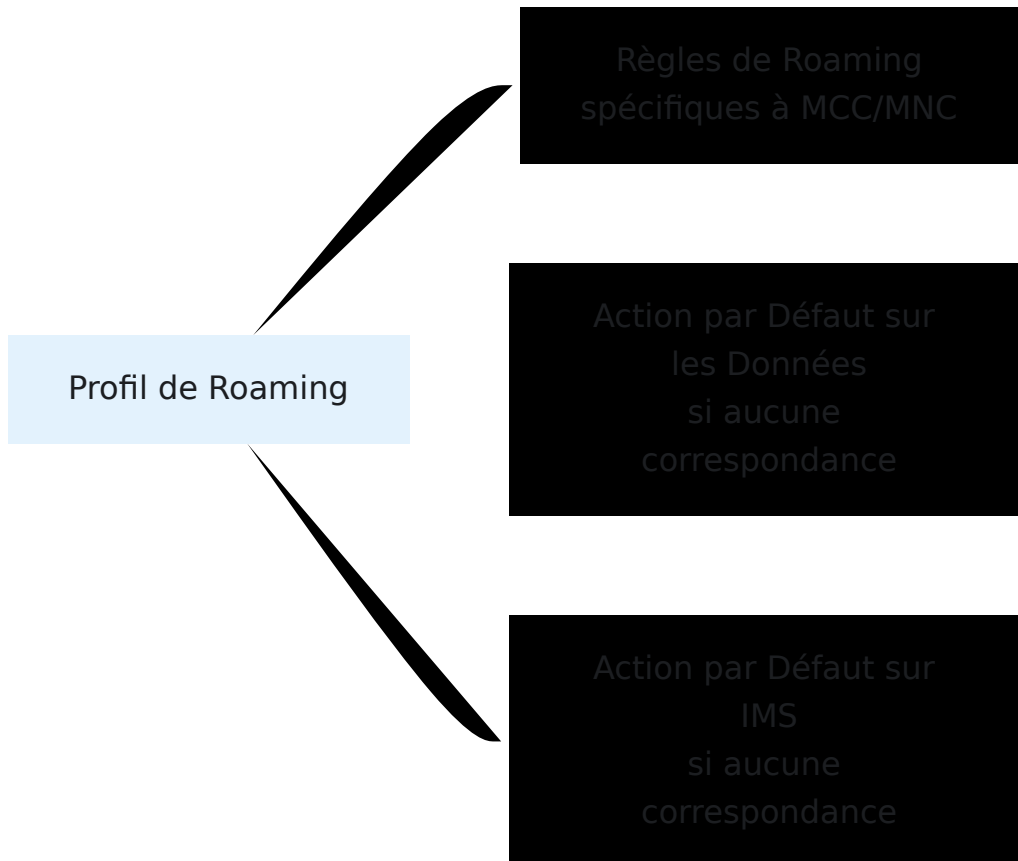 Règles de Roaming
spécifiques à MCC/MNC
Action par Défaut sur
les Données
si aucune
correspondance
Profil de Roaming
Action par Défaut sur
IMS
si aucune
correspondance